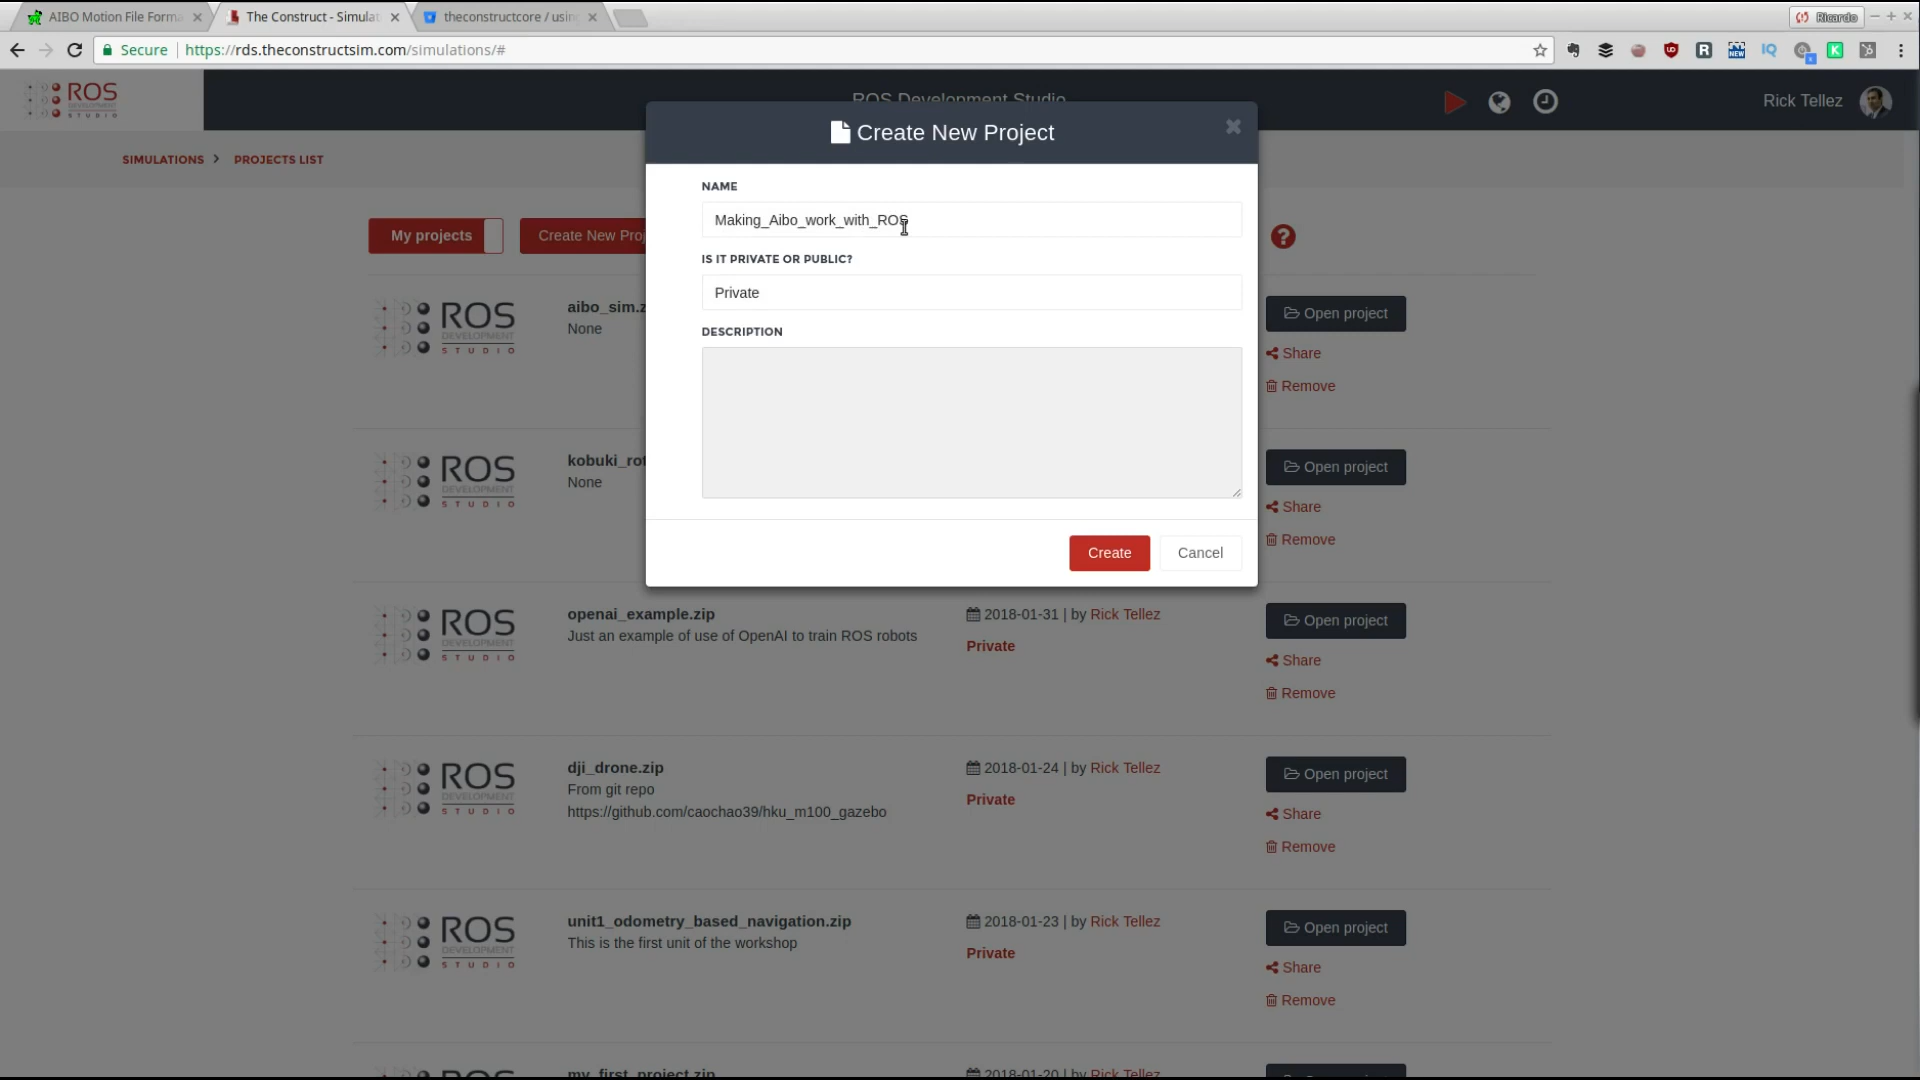 AIBO Motion File Forma
The Construct - Simulat
theconstructcore / usin
Ricardo
Secure
https://rds.theconstructsim.com/simulations/#
ROS
DEVELOPMENT
STUDIO
ROS Development Studio
Rick Tellez
SIMULATIONS > PROJECTS LIST
Create New Project
NAME
Making_Aibo_work_with_ROS
IS IT PRIVATE OR PUBLIC?
Private
DESCRIPTION
Create
Cancel
My projects
Create New Proj
ROS
DEVELOPMENT
STUDIO
aibo_sim.z
None
Open project
Share
Remove
ROS
DEVELOPMENT
STUDIO
kobuki_rot
None
Open project
Share
Remove
ROS
DEVELOPMENT
STUDIO
openai_example.zip
Just an example of use of OpenAI to train ROS robots
2018-01-31 | by Rick Tellez
Private
Open project
Share
Remove
ROS
DEVELOPMENT
STUDIO
dji_drone.zip
From git repo
https://github.com/caochao39/hku_m100_gazebo
2018-01-24 | by Rick Tellez
Private
Open project
Share
Remove
ROS
DEVELOPMENT
STUDIO
unit1_odometry_based_navigation.zip
This is the first unit of the workshop
2018-01-23 | by Rick Tellez
Private
Open project
Share
Remove
ROS
my_first_project.zip
2018-01-20 | by Rick Tellez